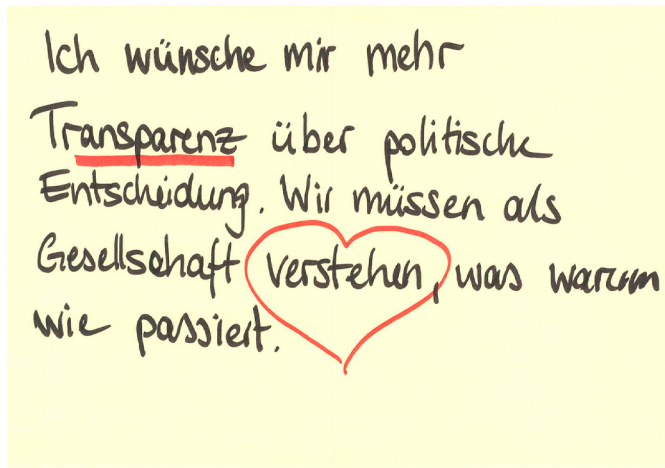 Ich wünsche mir mehr
Transparenz über politische
Entscheidung. Wir müssen als
Gesellschaft verstehen, was warum
wie passiert.